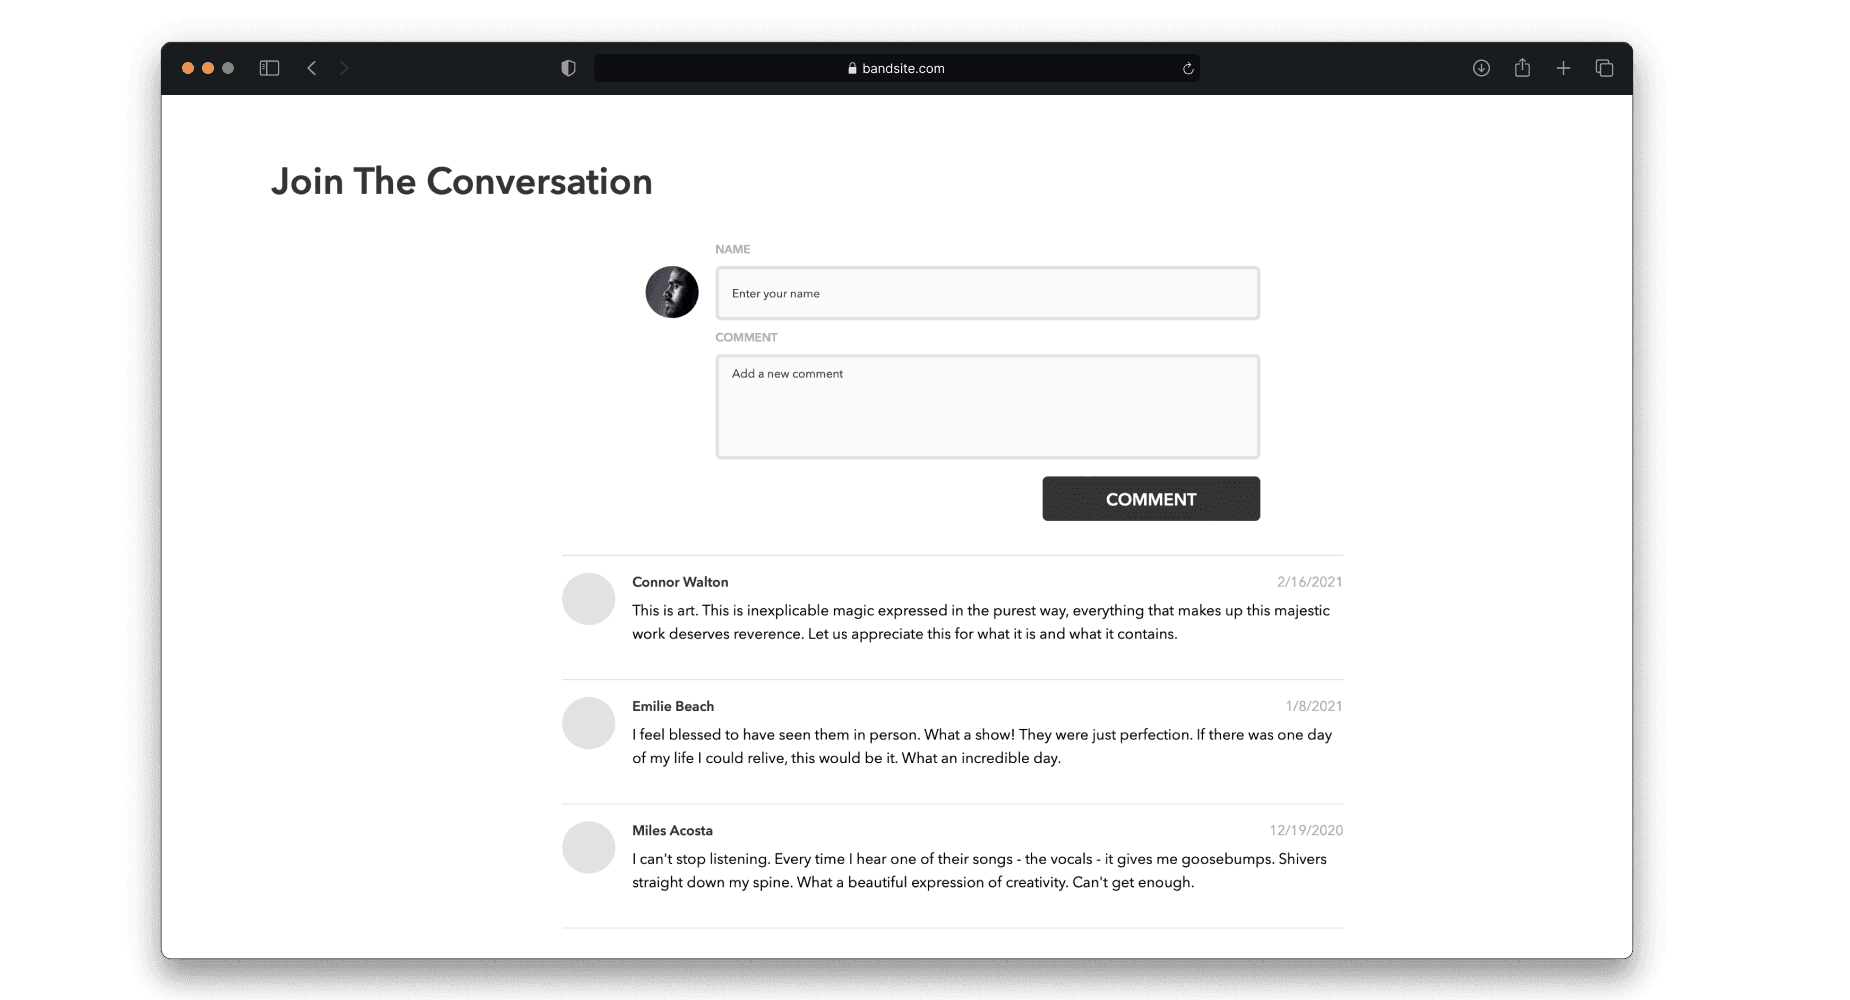 bandsite.com
Join The Conversation
NAME
Enter your name
COMMENT
Add a new comment
COMMENT
Connor Walton 2/16/2021
This is art. This is inexplicable magic expressed in the purest way, everything that makes up this majestic
work deserves reverence. Let us appreciate this for what it is and what it contains.
Emilie Beach 1/8/2021
I feel blessed to have seen them in person. What a show! They were just perfection. If there was one day
of my life I could relive, this would be it. What an incredible day.
Miles Acosta 12/19/2020
I can't stop listening. Every time I hear one of their songs - the vocals - it gives me goosebumps. Shivers
straight down my spine. What a beautiful expression of creativity. Can't get enough.